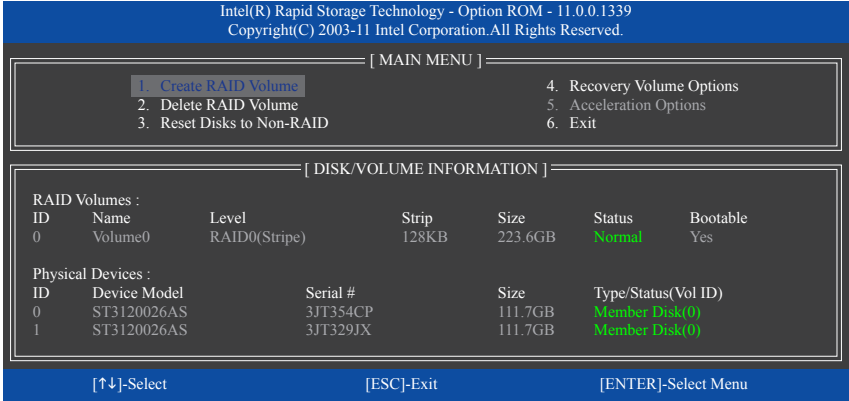 Intel(R) Rapid Storage Technology - Option ROM - 11.0.0.1339
Copyright(C) 2003-11 Intel Corporation.All Rights Reserved.
[ MAIN MENU ]
1. Create RAID Volume
2. Delete RAID Volume
3. Reset Disks to Non-RAID
4. Recovery Volume Options
5. Acceleration Options
6. Exit
[ DISK/VOLUME INFORMATION ]
RAID Volumes :
ID Name Level Strip Size Status Bootable
0 Volume0 RAID0(Stripe) 128KB 223.6GB Normal Yes
Physical Devices :
ID Device Model Serial # Size Type/Status(Vol ID)
0 ST3120026AS 3JT354CP 111.7GB Member Disk(0)
1 ST3120026AS 3JT329JX 111.7GB Member Disk(0)
[↑↓]-Select [ESC]-Exit [ENTER]-Select Menu